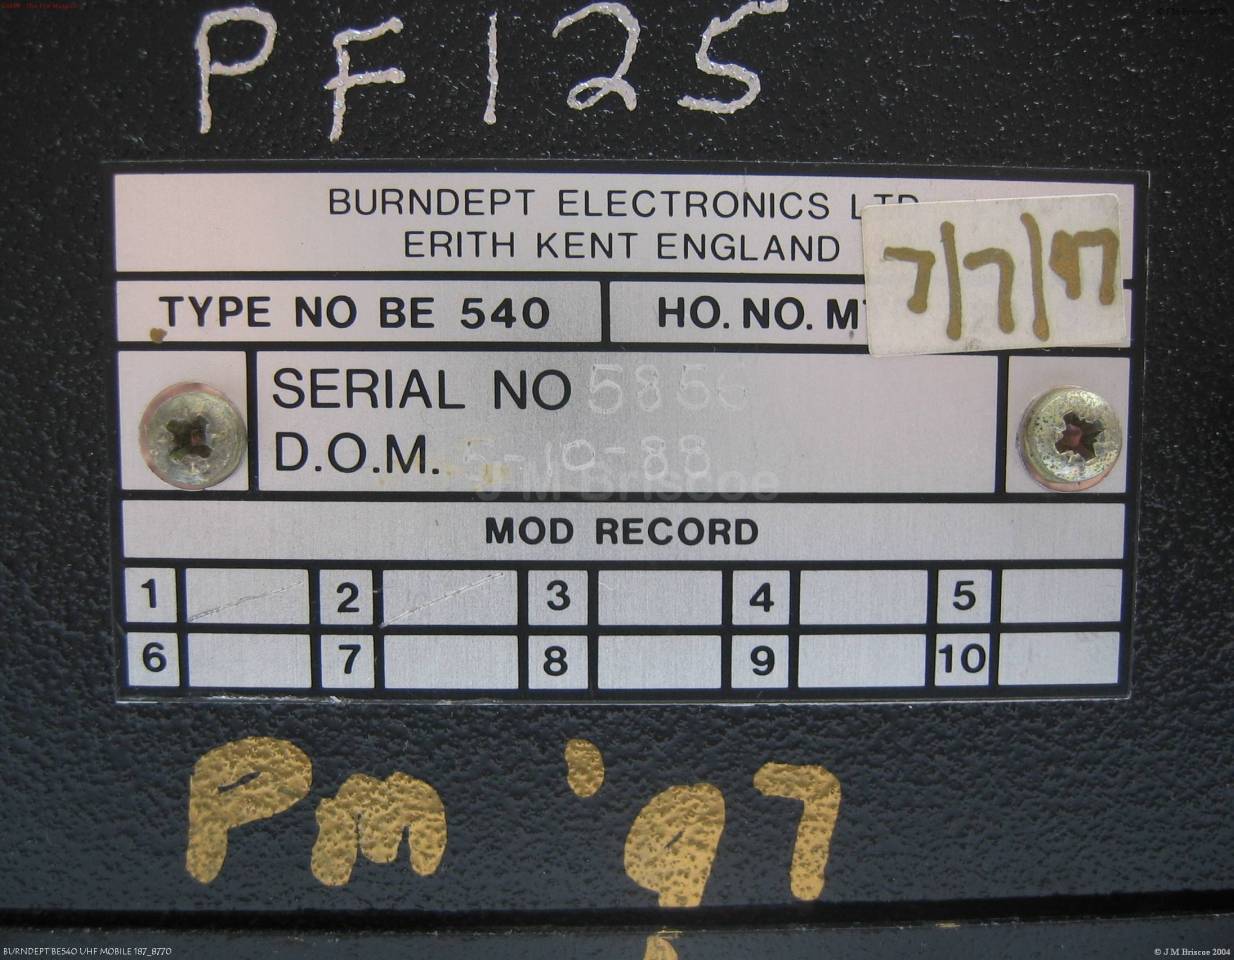 PF125
BURNDEPT ELECTRONICS LTD
ERITH KENT ENGLAND
TYPE NO BE 540
HO. NO. M
7/7/97
SERIAL NO 5856
D.O.M. 5-10-88
J M Briscoe
MOD RECORD
1 2 3 4 5
6 7 8 9 10
PM '97
BURNDEPT BE540 UHF MOBILE 187_8770
© J.M Briscoe 2004